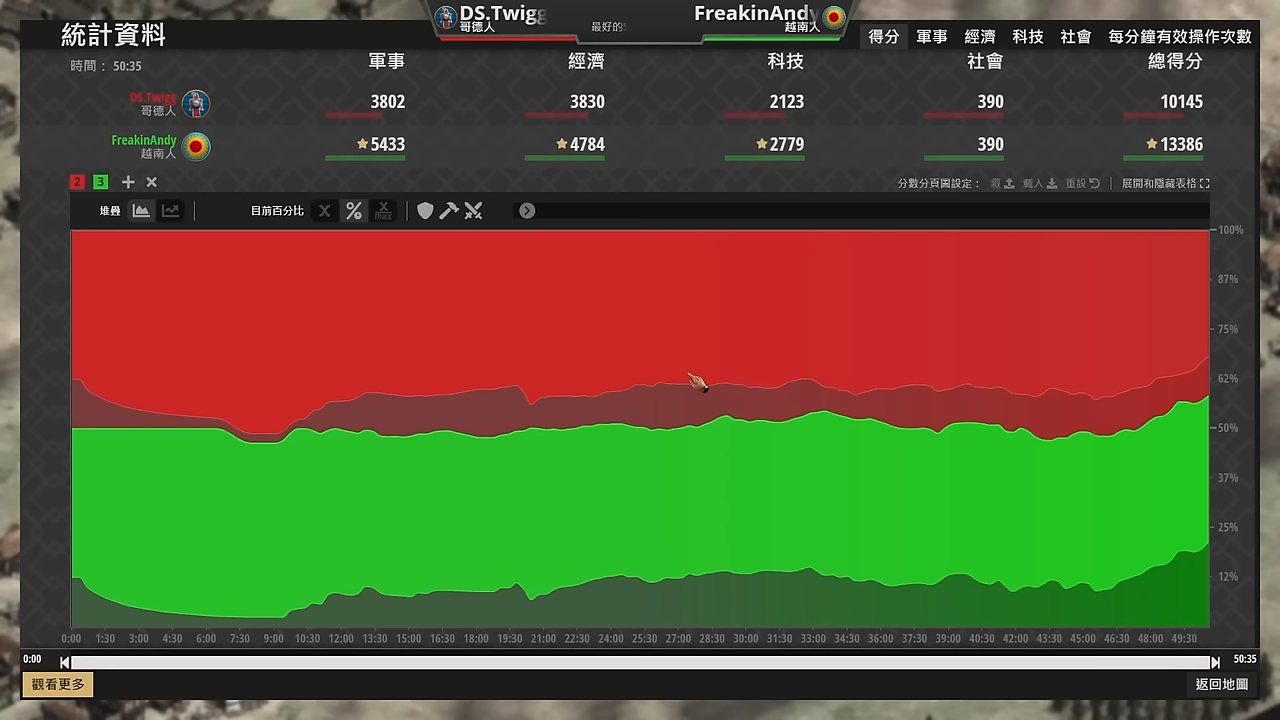 DS.Twigg
哥德人
最好的
FreakinAndy
越南人
統計資料
得分 軍事 經濟 科技 社會 每分鐘有效操作次數
時間： 50:35
軍事 經濟 科技 社會 總得分
DS.Twigg
哥德人
3802 3830 2123 390 10145
FreakinAndy
越南人
5433 4784 2779 390 13386
2 3
分數分頁圖設定： 載入 重設 展開和隱藏表格
堆疊 目前百分比 X % X
max
100%
87%
75%
62%
50%
37%
25%
12%
0:00 1:30 3:00 4:30 6:00 7:30 9:00 10:30 12:00 13:30 15:00 16:30 18:00 19:30 21:00 22:30 24:00 25:30 27:00 28:30 30:00 31:30 33:00 34:30 36:00 37:30 39:00 40:30 42:00 43:30 45:00 46:30 48:00 49:30
0:00 50:35
觀看更多 返回地圖